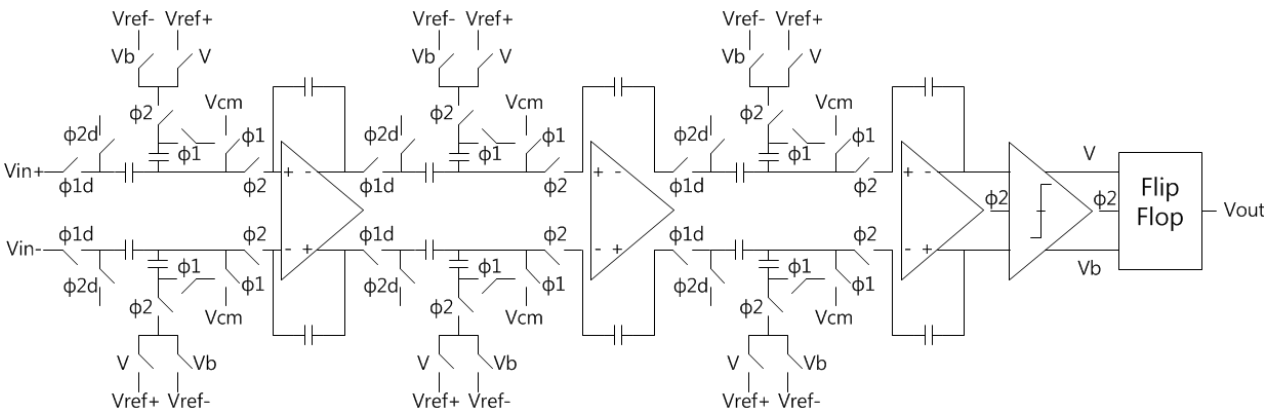 Vref- Vref+ Vref- Vref+ Vref- Vref+
Vb V Vb V Vb V
ϕ2 Vcm ϕ2 Vcm ϕ2 Vcm
ϕ2d ϕ1 ϕ2d ϕ1 ϕ2d ϕ1
ϕ1 ϕ1 ϕ1 V
Vin+ + - + - + - Flip
ϕ1d ϕ2 ϕ1d ϕ2 ϕ1d ϕ2 ϕ2 ϕ2
Flop Vout
ϕ1d ϕ2 ϕ1d ϕ2 ϕ1d ϕ2
Vin- - + - + - +
ϕ1 ϕ1 ϕ1 Vb
ϕ2d ϕ1 ϕ2d ϕ1 ϕ2d ϕ1
ϕ2 Vcm ϕ2 Vcm ϕ2 Vcm
V Vb V Vb V Vb
Vref+ Vref- Vref+ Vref- Vref+ Vref-